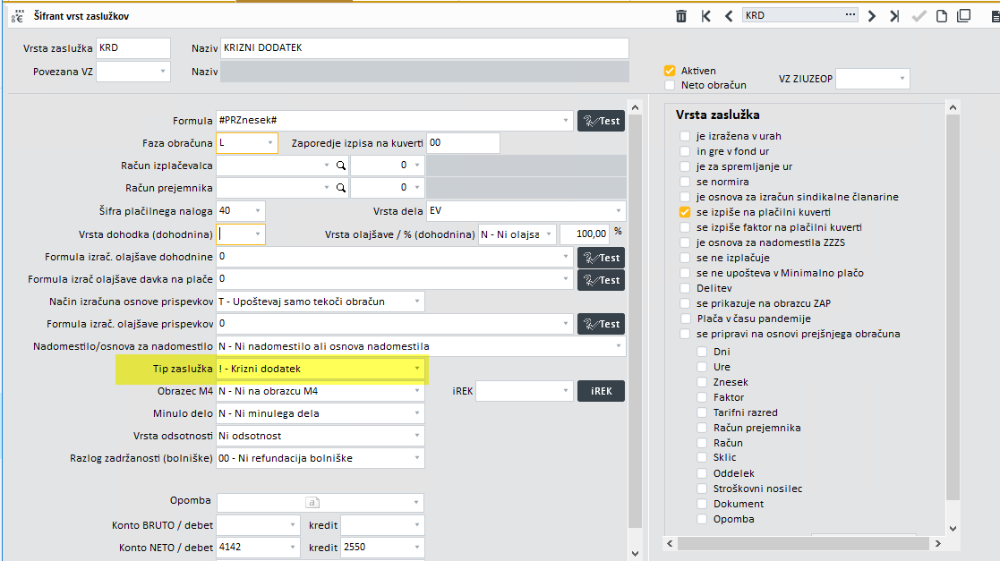 Šifrant vrst zaslužkov
KRD
Vrsta zaslužka KRD Naziv KRIZNI DODATEK
Povezana VZ Naziv
Aktiven
Neto obračun
VZ ZIUZEOP
Formula #PRZnesek# Test
Faza obračuna L Zaporedje izpisa na kuverti 00
Račun izplačevalca 0
Račun prejemnika 0
Šifra plačilnega naloga 40 Vrsta dela EV
Vrsta dohodka (dohodnina) Vrsta olajšave / % (dohodnina) N - Ni olajsa 100,00 %
Formula izrač. olajšave dohodnine 0 Test
Formula izrač olajšave davka na plače 0 Test
Način izračuna osnove prispevkov T - Upoštevaj samo tekoči obračun
Formula izrač. olajšave prispevkov 0 Test
Nadomestilo/osnova za nadomestilo N - Ni nadomestilo ali osnova nadomestila
Tip zaslužka ! - Krizni dodatek
Obrazec M4 N - Ni na obrazcu M4 iREK iREK
Minulo delo N - Ni minulega dela
Vrsta odsotnosti Ni odsotnost
Razlog zadržanosti (bolniške) 00 - Ni refundacija bolniške
Opomba a
Konto BRUTO / debet kredit
Konto NETO / debet 4142 kredit 2550
Vrsta zaslužka
je izražena v urah
in gre v fond ur
je za spremljanje ur
se normira
je osnova za izračun sindikalne članarine
se izpiše na plačilni kuverti
se izpiše faktor na plačilni kuverti
je osnova za nadomestila ZZZS
se ne izplačuje
se ne upošteva v Minimalno plačo
Delitev
se prikazuje na obrazcu ZAP
Plača v času pandemije
se pripravi na osnovi prejšnjega obračuna
Dni
Ure
Znesek
Faktor
Tarifni razred
Račun prejemnika
Račun
Sklic
Oddelek
Stroškovni nosilec
Dokument
Opomba